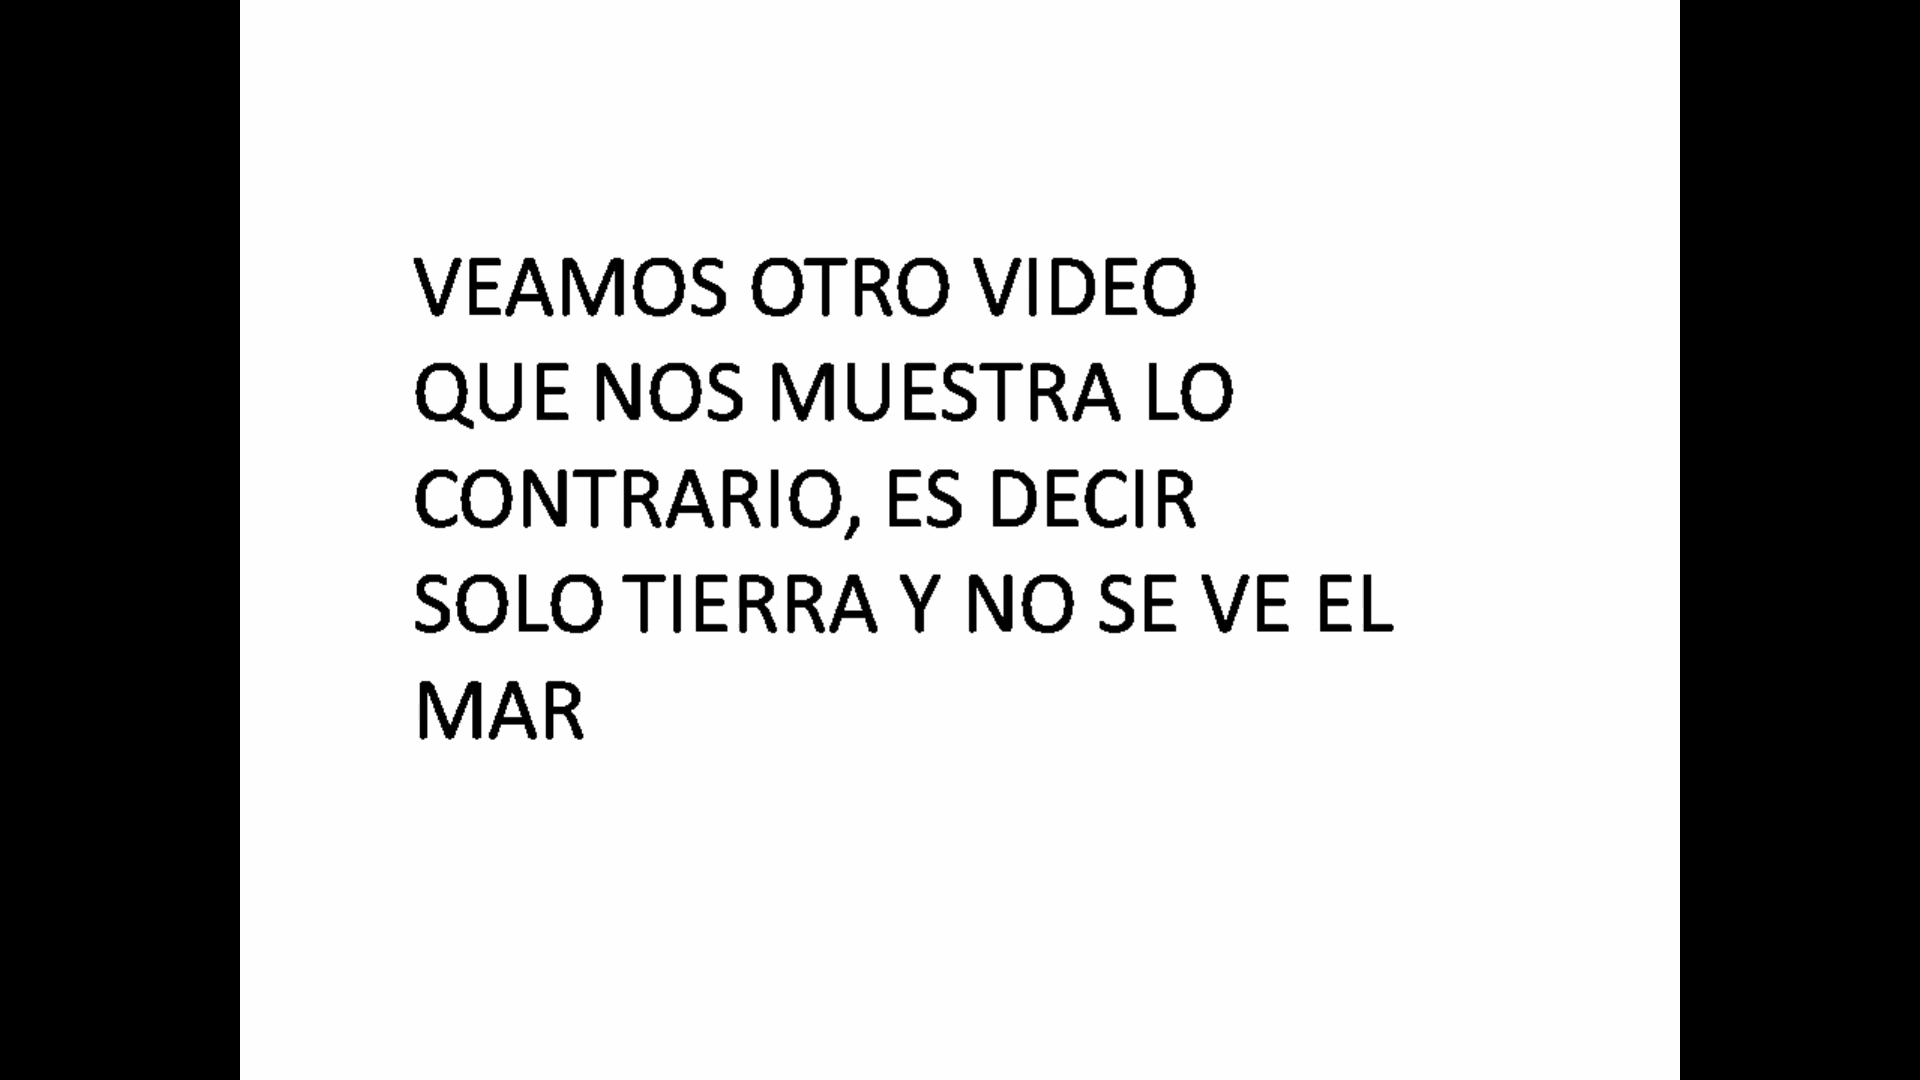 VEAMOS OTRO VIDEO
QUE NOS MUESTRA LO
CONTRARIO, ES DECIR
SOLO TIERRA Y NO SE VE EL
MAR